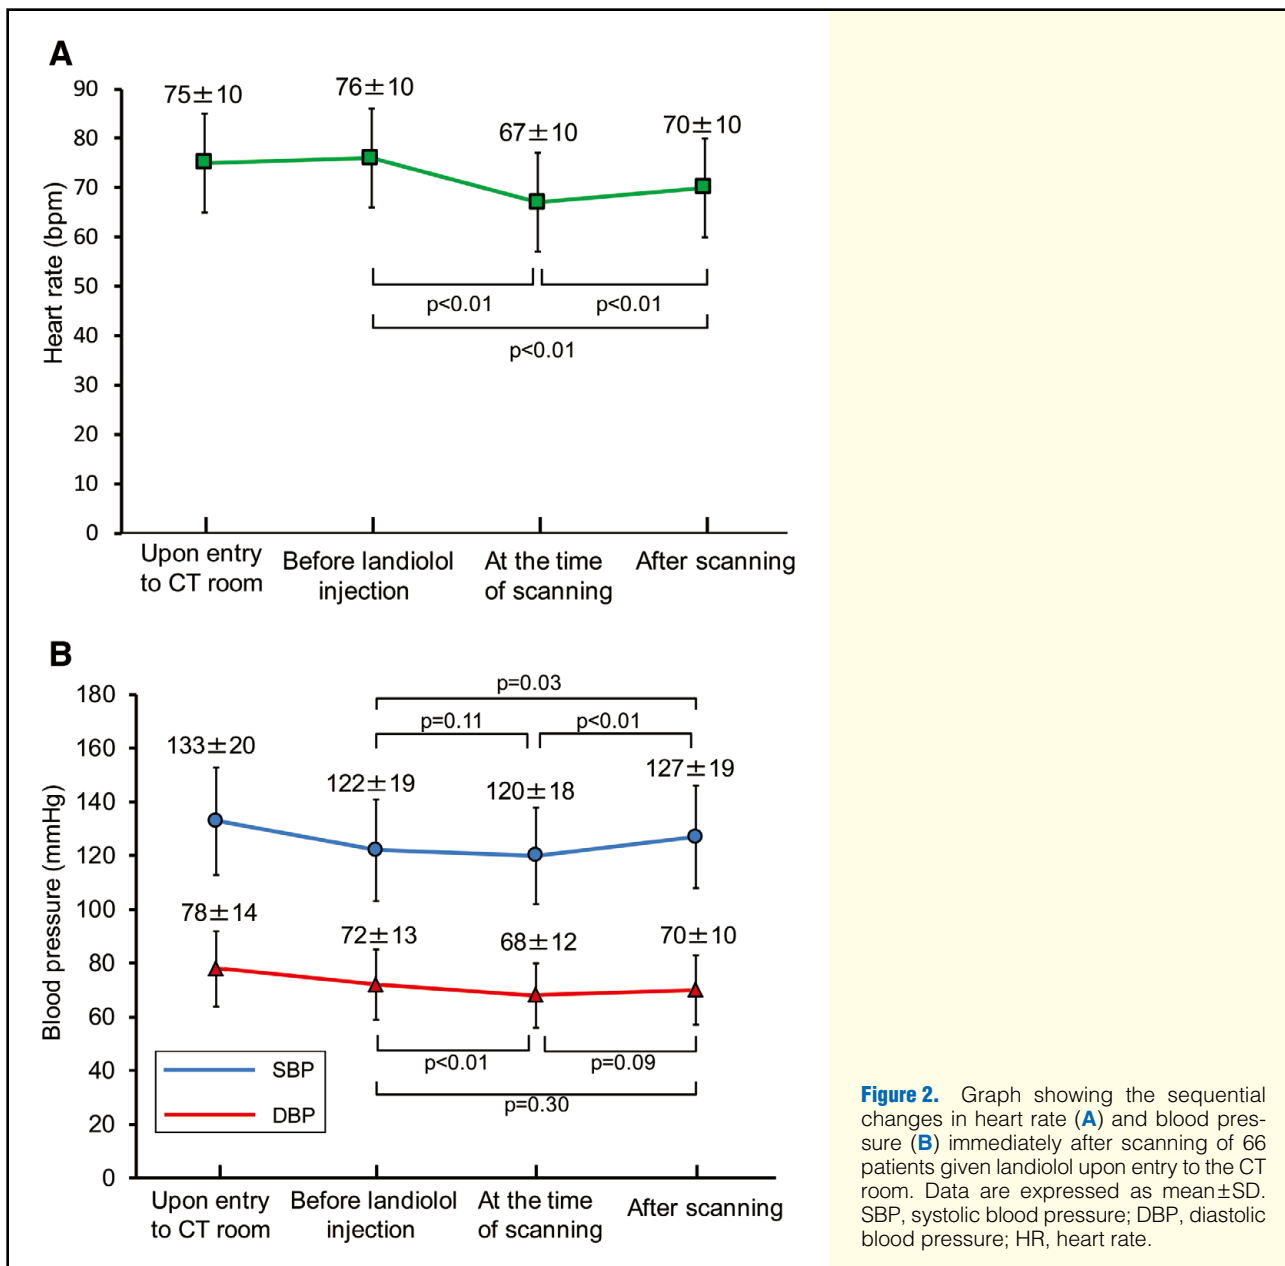 A
90
80
70
60
50
40
30
20
10
0
Heart rate (bpm)
75±10
76±10
67±10
70±10
p<0.01
p<0.01
p<0.01
Upon entry
to CT room
Before landiolol
injection
At the time
of scanning
After scanning
B
180
160
140
120
100
80
60
40
20
0
Blood pressure (mmHg)
p=0.03
p=0.11
p<0.01
133±20
122±19
120±18
127±19
78±14
72±13
68±12
70±10
p<0.01
p=0.09
p=0.30
SBP
DBP
Upon entry
to CT room
Before landiolol
injection
At the time
of scanning
After scanning
Figure 2. Graph showing the sequential
changes in heart rate (A) and blood pres-
sure (B) immediately after scanning of 66
patients given landiolol upon entry to the CT
room. Data are expressed as mean±SD.
SBP, systolic blood pressure; DBP, diastolic
blood pressure; HR, heart rate.